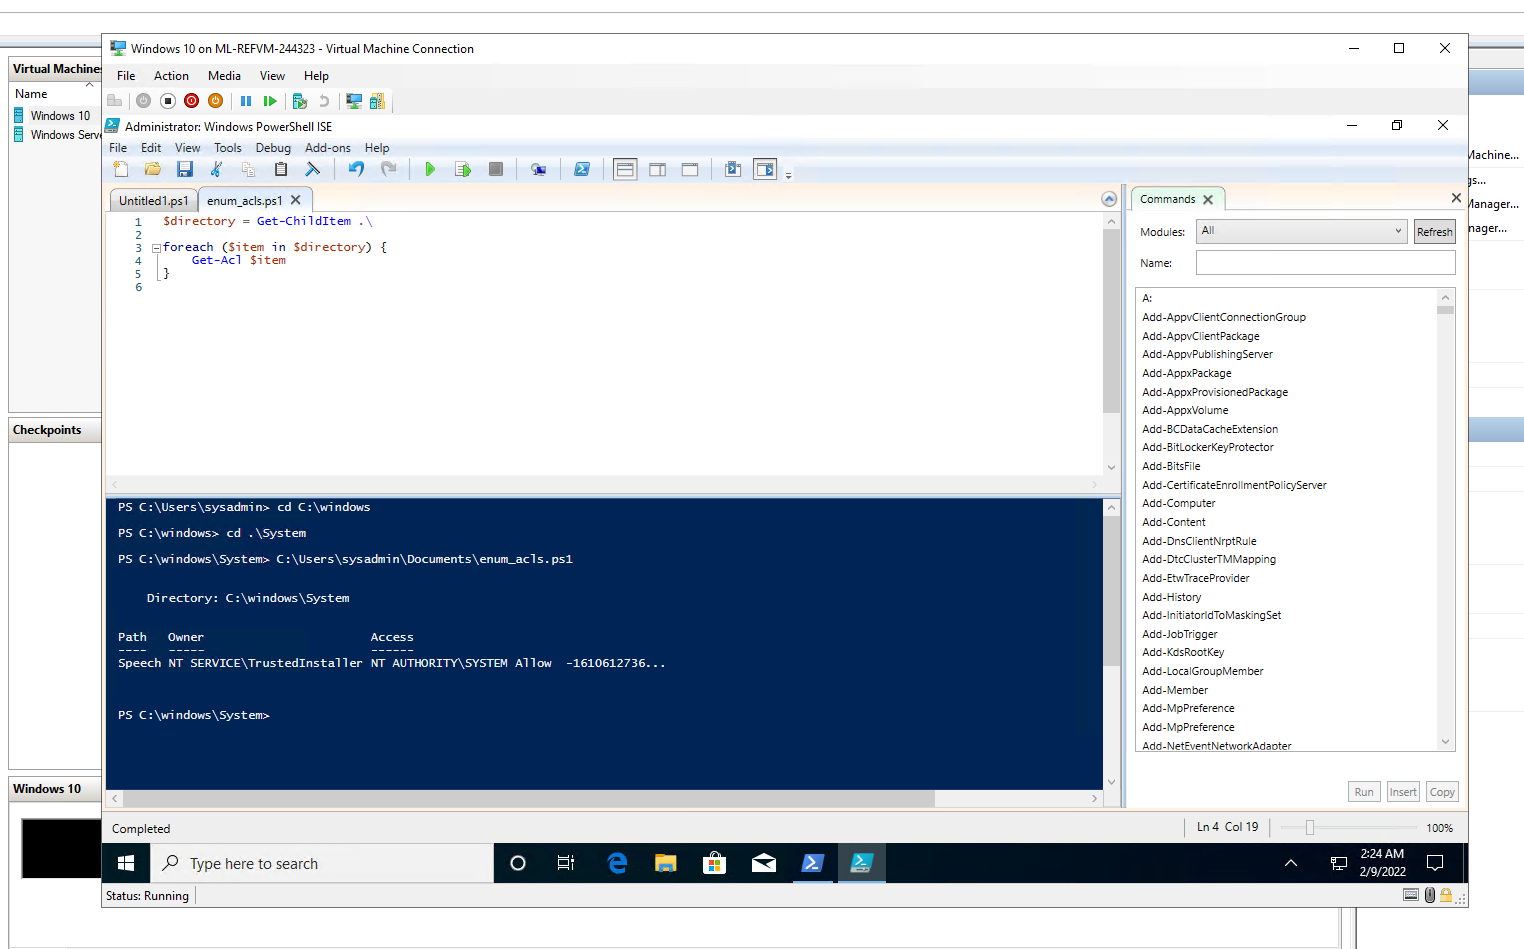 Windows 10 on ML-REFVM-244323 - Virtual Machine Connection
File Action Media View Help
Virtual Machines
Name
Windows 10
Windows Serve
Administrator: Windows PowerShell ISE
File Edit View Tools Debug Add-ons Help
Untitled1.ps1 enum_acls.ps1
1 $directory = Get-ChildItem .\
2
3 foreach ($item in $directory) {
4     Get-Acl $item
5 }
6
Commands
Modules: All Refresh
Name:
A:
Add-AppvClientConnectionGroup
Add-AppvClientPackage
Add-AppvPublishingServer
Add-AppxPackage
Add-AppxProvisionedPackage
Add-AppxVolume
Add-BCDataCacheExtension
Add-BitLockerKeyProtector
Add-BitsFile
Add-CertificateEnrollmentPolicyServer
Add-Computer
Add-Content
Add-DnsClientNrptRule
Add-DtcClusterTMMapping
Add-EtwTraceProvider
Add-History
Add-InitiatorIdToMaskingSet
Add-JobTrigger
Add-KdsRootKey
Add-LocalGroupMember
Add-Member
Add-MpPreference
Add-MpPreference
Add-NetEventNetworkAdapter
Run Insert Copy
Machine...
gs...
Manager...
nager...
Checkpoints
PS C:\Users\sysadmin> cd C:\windows
PS C:\windows> cd .\System
PS C:\windows\System> C:\Users\sysadmin\Documents\enum_acls.ps1
Directory: C:\windows\System
Path Owner Access
---- ----- ------
Speech NT SERVICE\TrustedInstaller NT AUTHORITY\SYSTEM Allow  -1610612736...
PS C:\windows\System>
Windows 10
Completed
Ln 4 Col 19
100%
Type here to search
2:24 AM
2/9/2022
Status: Running